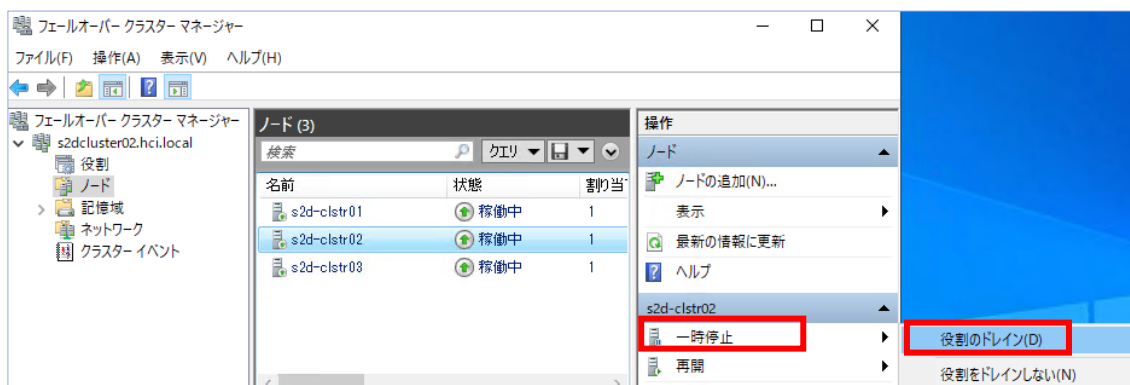 フェールオーバー クラスター マネージャー
ファイル(F) 操作(A) 表示(V) ヘルプ(H)
フェールオーバー クラスター マネージャー
s2dcluster02.hci.local
役割
ノード
記憶域
ネットワーク
クラスター イベント
ノード (3)
検索 クエリ
名前 状態 割り当
s2d-clstr01 稼働中 1
s2d-clstr02 稼働中 1
s2d-clstr03 稼働中 1
操作
ノード
ノードの追加(N)...
表示
最新の情報に更新
ヘルプ
s2d-clstr02
一時停止
再開
役割のドレイン(D)
役割をドレインしない(N)